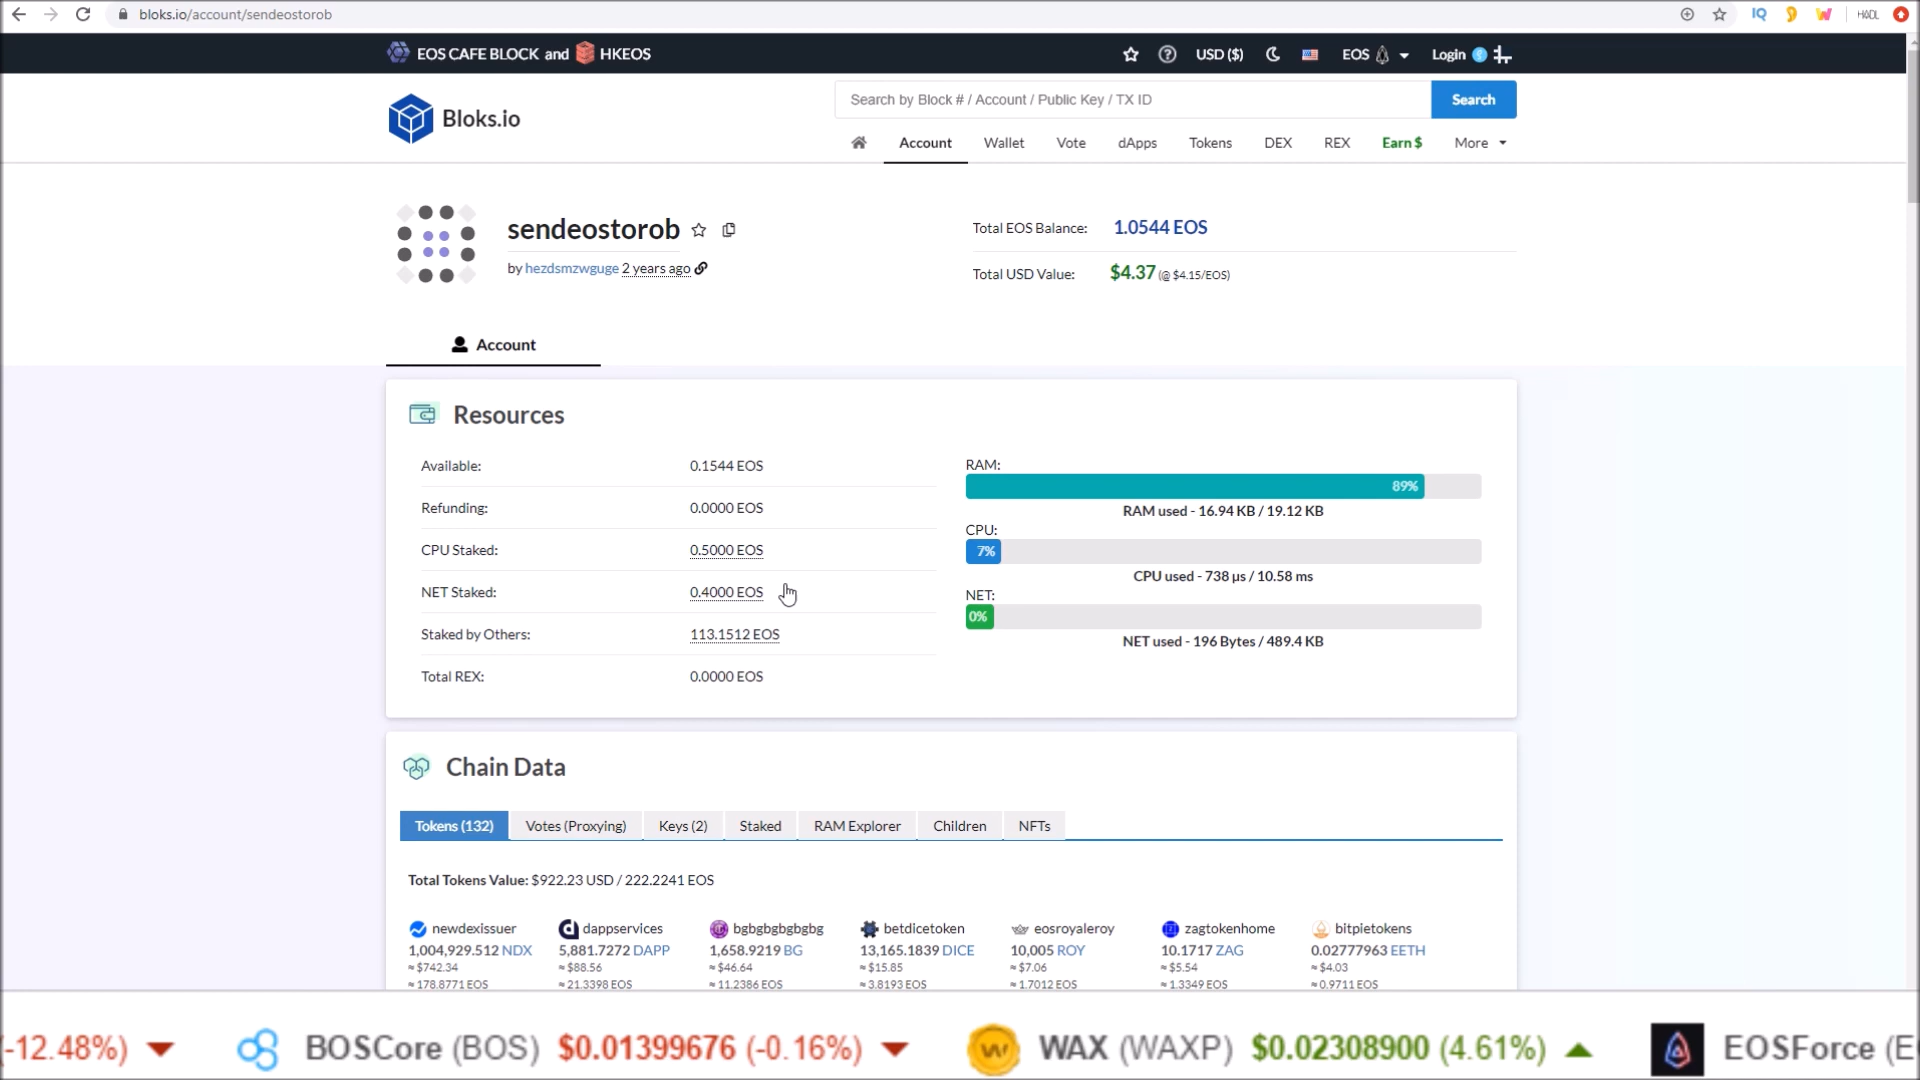 bloks.io/account/sendeostorob
IQ
HADL
EOS CAFE BLOCK and HKEOS
USD ($)
EOS
Login
Bloks.io
Search by Block # / Account / Public Key / TX ID
Search
Account
Wallet
Vote
dApps
Tokens
DEX
REX
Earn $
More
sendeostorob
by hezdsmzwguge 2 years ago
Total EOS Balance: 1.0544 EOS
Total USD Value: $4.37 (@ $4.15/EOS)
Account
Resources
Available: 0.1544 EOS
Refunding: 0.0000 EOS
CPU Staked: 0.5000 EOS
NET Staked: 0.4000 EOS
Staked by Others: 113.1512 EOS
Total REX: 0.0000 EOS
RAM:
89%
RAM used - 16.94 KB / 19.12 KB
CPU:
7%
CPU used - 738 µs / 10.58 ms
NET:
0%
NET used - 196 Bytes / 489.4 KB
Chain Data
Tokens (132)
Votes (Proxying)
Keys (2)
Staked
RAM Explorer
Children
NFTs
Total Tokens Value: $922.23 USD / 222.2241 EOS
newdexissuer
1,004,929.512 NDX
≈ $742.34
≈ 178.8771 EOS
dappservices
5,881.7272 DAPP
≈ $88.56
≈ 21.3398 EOS
bgbgbgbgbgbg
1,658.9219 BG
≈ $46.64
≈ 11.2386 EOS
betdicetoken
13,165.1839 DICE
≈ $15.85
≈ 3.8193 EOS
eosroyaleroy
10,005 ROY
≈ $7.06
≈ 1.7012 EOS
zagtokenhome
10.1717 ZAG
≈ $5.54
≈ 1.3349 EOS
bitpietokens
0.02777963 EETH
≈ $4.03
≈ 0.9711 EOS
(-12.48%)
BOSCore (BOS) $0.01399676 (-0.16%)
WAX (WAXP) $0.02308900 (4.61%)
EOSForce (E